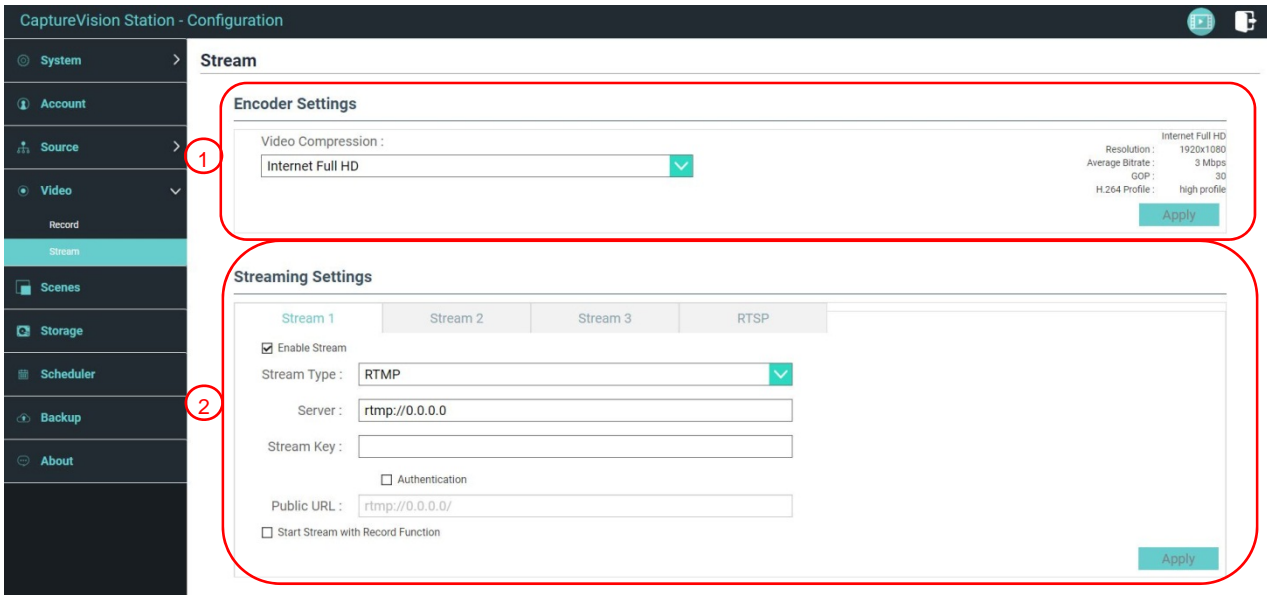 CaptureVision Station - Configuration
System
Account
Source
Video
Record
Stream
Scenes
Storage
Scheduler
Backup
About
Stream
1
Encoder Settings
Video Compression :
Internet Full HD
Internet Full HD
Resolution : 1920x1080
Average Bitrate : 3 Mbps
GOP : 30
H.264 Profile : high profile
Apply
2
Streaming Settings
Stream 1 Stream 2 Stream 3 RTSP
Enable Stream
Stream Type : RTMP
Server : rtmp://0.0.0.0
Stream Key :
Authentication
Public URL : rtmp://0.0.0.0/
Start Stream with Record Function
Apply